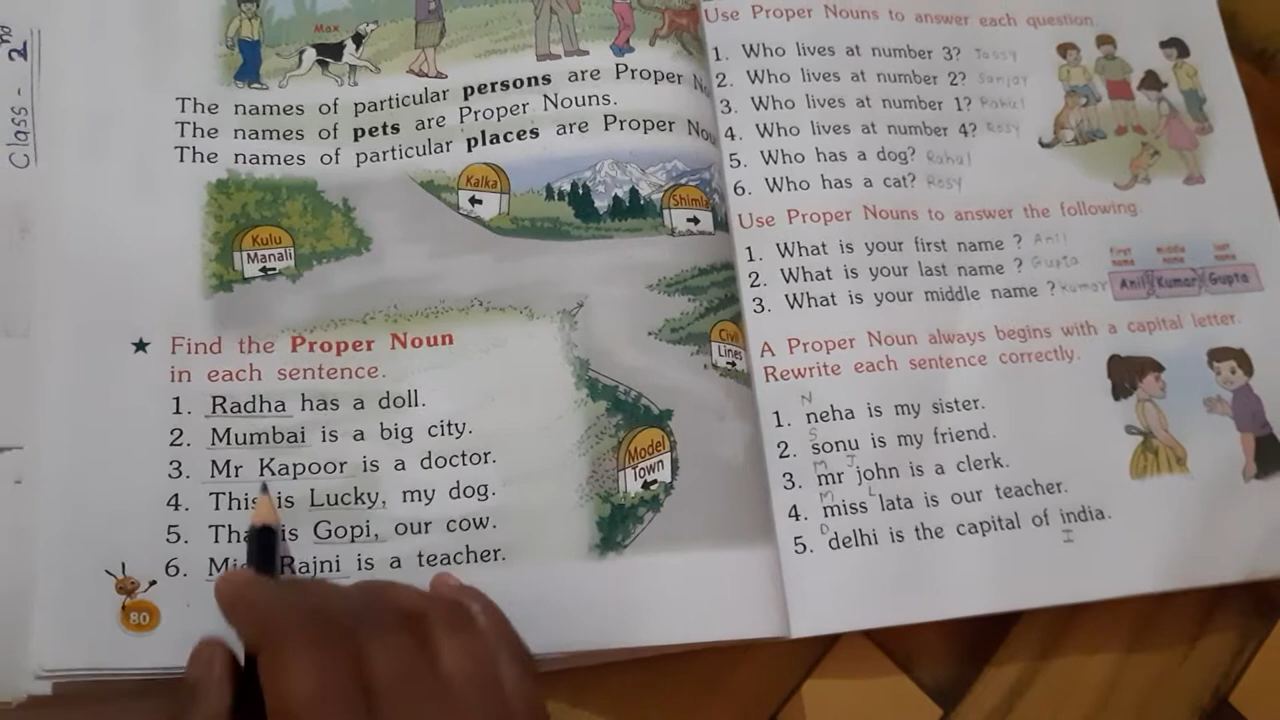 Class - 2nd
Max
The names of particular persons are Proper
The names of pets are Proper Nouns.
The names of particular places are Proper
Kalka
Shimla
Kulu
Manali
Civil
Lines
Model
Town
★ Find the Proper Noun
in each sentence.
1. Radha has a doll.
2. Mumbai is a big city.
3. Mr Kapoor is a doctor.
4. This is Lucky, my dog.
5. is Gopi, our cow.
6. Rajni is a teacher.
80
Use Proper Nouns to answer each question
1. Who lives at number 3?
2. Who lives at number 2? Sanjay
3. Who lives at number 1? Rahul
4. Who lives at number 4? Rosy
5. Who has a dog? Rahul
6. Who has a cat? Rosy
Use Proper Nouns to answer the following.
1. What is your first name ? Anil
2. What is your last name ? Gupta
3. What is your middle name ? Kumar
first name middle name last name
Anil Kumar Gupta
A Proper Noun always begins with a capital letter.
Rewrite each sentence correctly.
N
1. neha is my sister.
S
2. sonu is my friend.
M J
3. mr john is a clerk.
M L
4. miss lata is our teacher.
D
5. delhi is the capital of india.
I